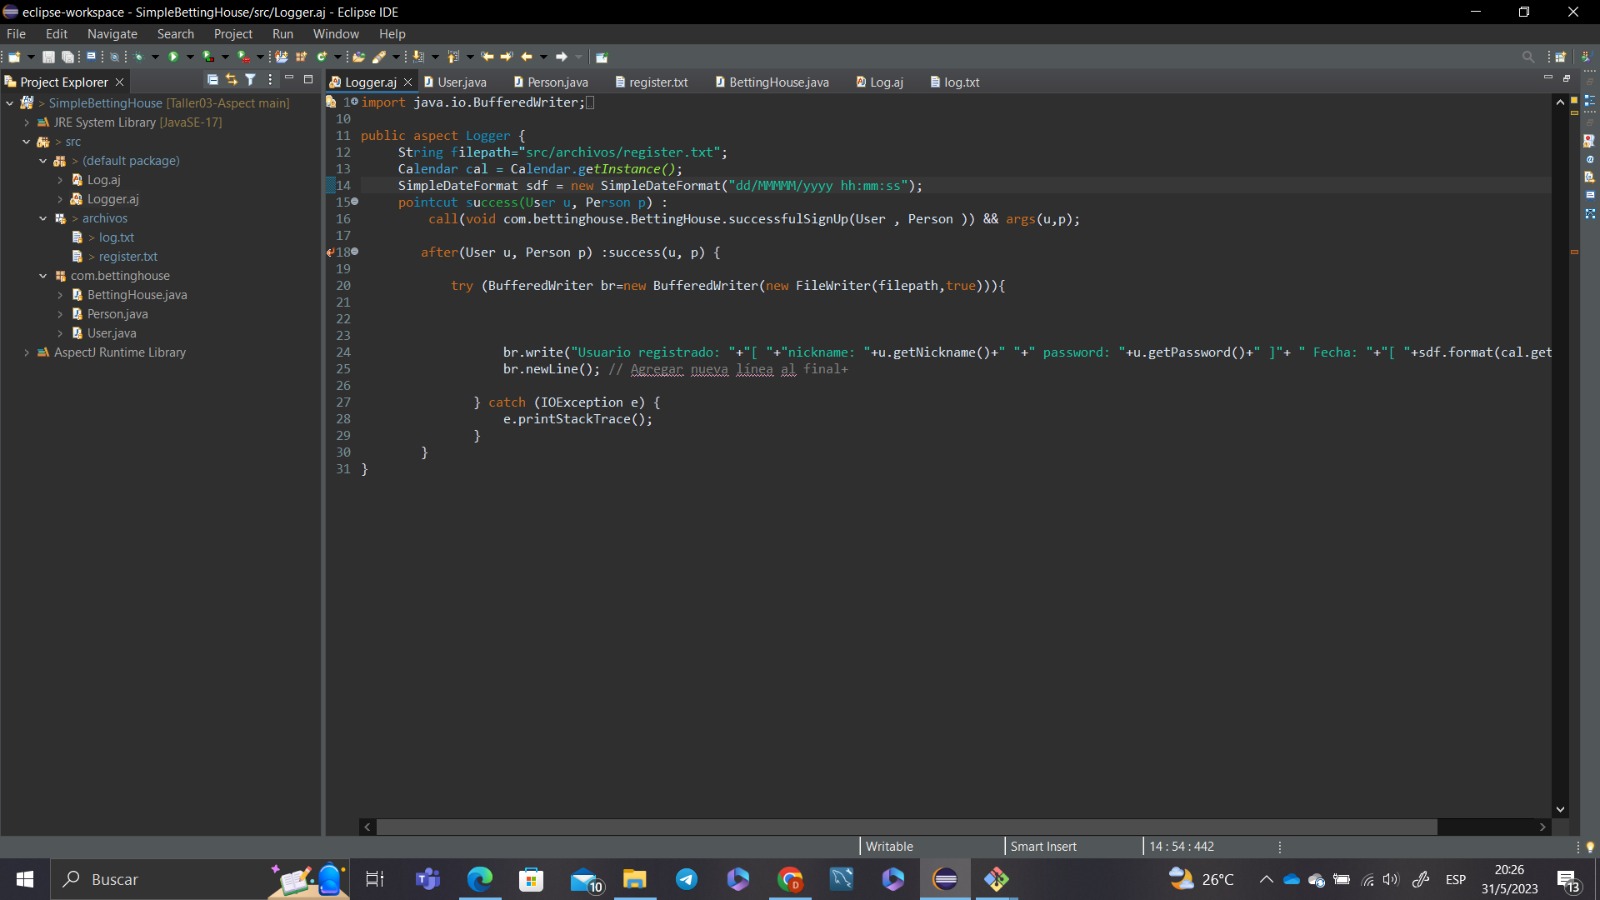 eclipse-workspace - SimpleBettingHouse/src/Logger.aj - Eclipse IDE
File Edit Navigate Search Project Run Window Help
Project Explorer
SimpleBettingHouse [Taller03-Aspect main]
JRE System Library [JavaSE-17]
src
(default package)
Log.aj
Logger.aj
archivos
log.txt
register.txt
com.bettinghouse
BettingHouse.java
Person.java
User.java
AspectJ Runtime Library
Logger.aj User.java Person.java register.txt BettingHouse.java Log.aj log.txt
1 import java.io.BufferedWriter;
10
11 public aspect Logger {
12 String filepath="src/archivos/register.txt";
13 Calendar cal = Calendar.getInstance();
14 SimpleDateFormat sdf = new SimpleDateFormat("dd/MMMMM/yyyy hh:mm:ss");
15 pointcut success(User u, Person p) :
16 call(void com.bettinghouse.BettingHouse.successfulSignUp(User , Person )) && args(u,p);
17
18 after(User u, Person p) :success(u, p) {
19
20 try (BufferedWriter br=new BufferedWriter(new FileWriter(filepath,true))){
21
22
23
24 br.write("Usuario registrado: "+"[ "+"nickname: "+u.getNickname()+" "+" password: "+u.getPassword()+" ]"+ " Fecha: "+"[ "+sdf.format(cal.get
25 br.newLine(); // Agregar nueva línea al final+
26
27 } catch (IOException e) {
28 e.printStackTrace();
29 }
30 }
31 }
Writable Smart Insert 14 : 54 : 442
Buscar
10
26°C
ESP
20:26
31/5/2023
13